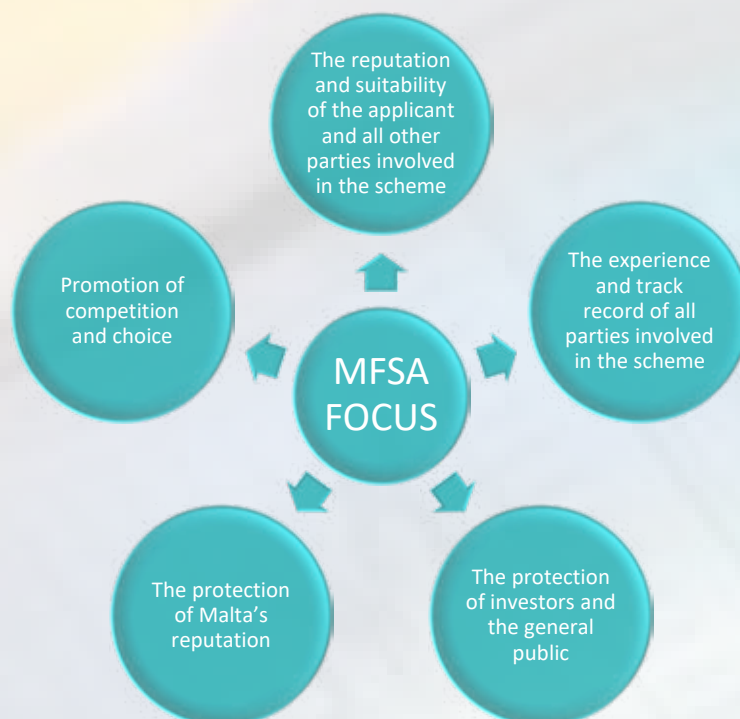 The reputation
and suitability
of the applicant
and all other
parties involved
in the scheme
The experience
and track
record of all
parties involved
in the scheme
The protection
of investors and
the general
public
The protection
of Malta's
reputation
Promotion of
competition
and choice
MFSA
FOCUS